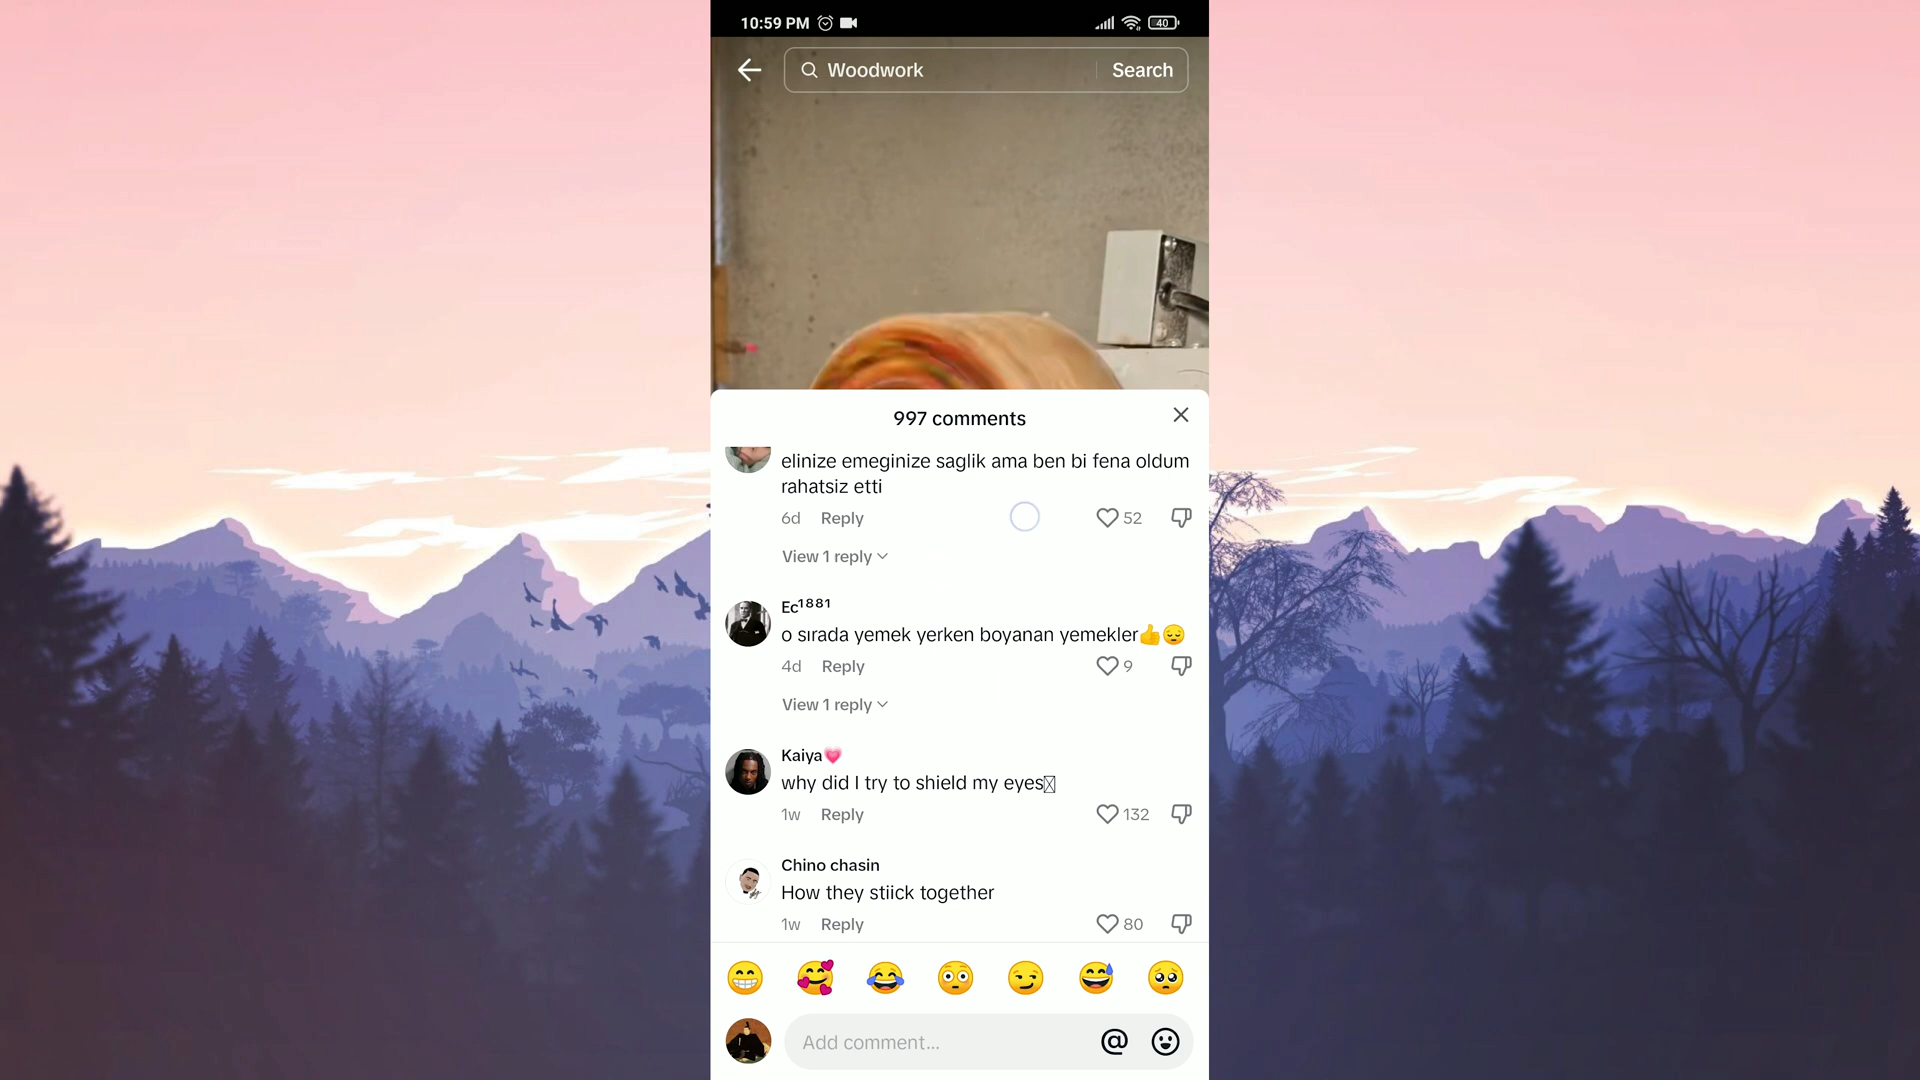 10:59 PM 40
Woodwork Search
997 comments
elinize emeginize saglik ama ben bi fena oldum
rahatsiz etti
6d Reply 52
View 1 reply
Ec¹⁸⁸¹
o sırada yemek yerken boyanan yemekler👍😔
4d Reply 9
View 1 reply
Kaiya💗
why did I try to shield my eyes
1w Reply 132
Chino chasin
How they stiick together
1w Reply 80
😁 🥰 😂 😳 😏 😅 🥺
Add comment... @